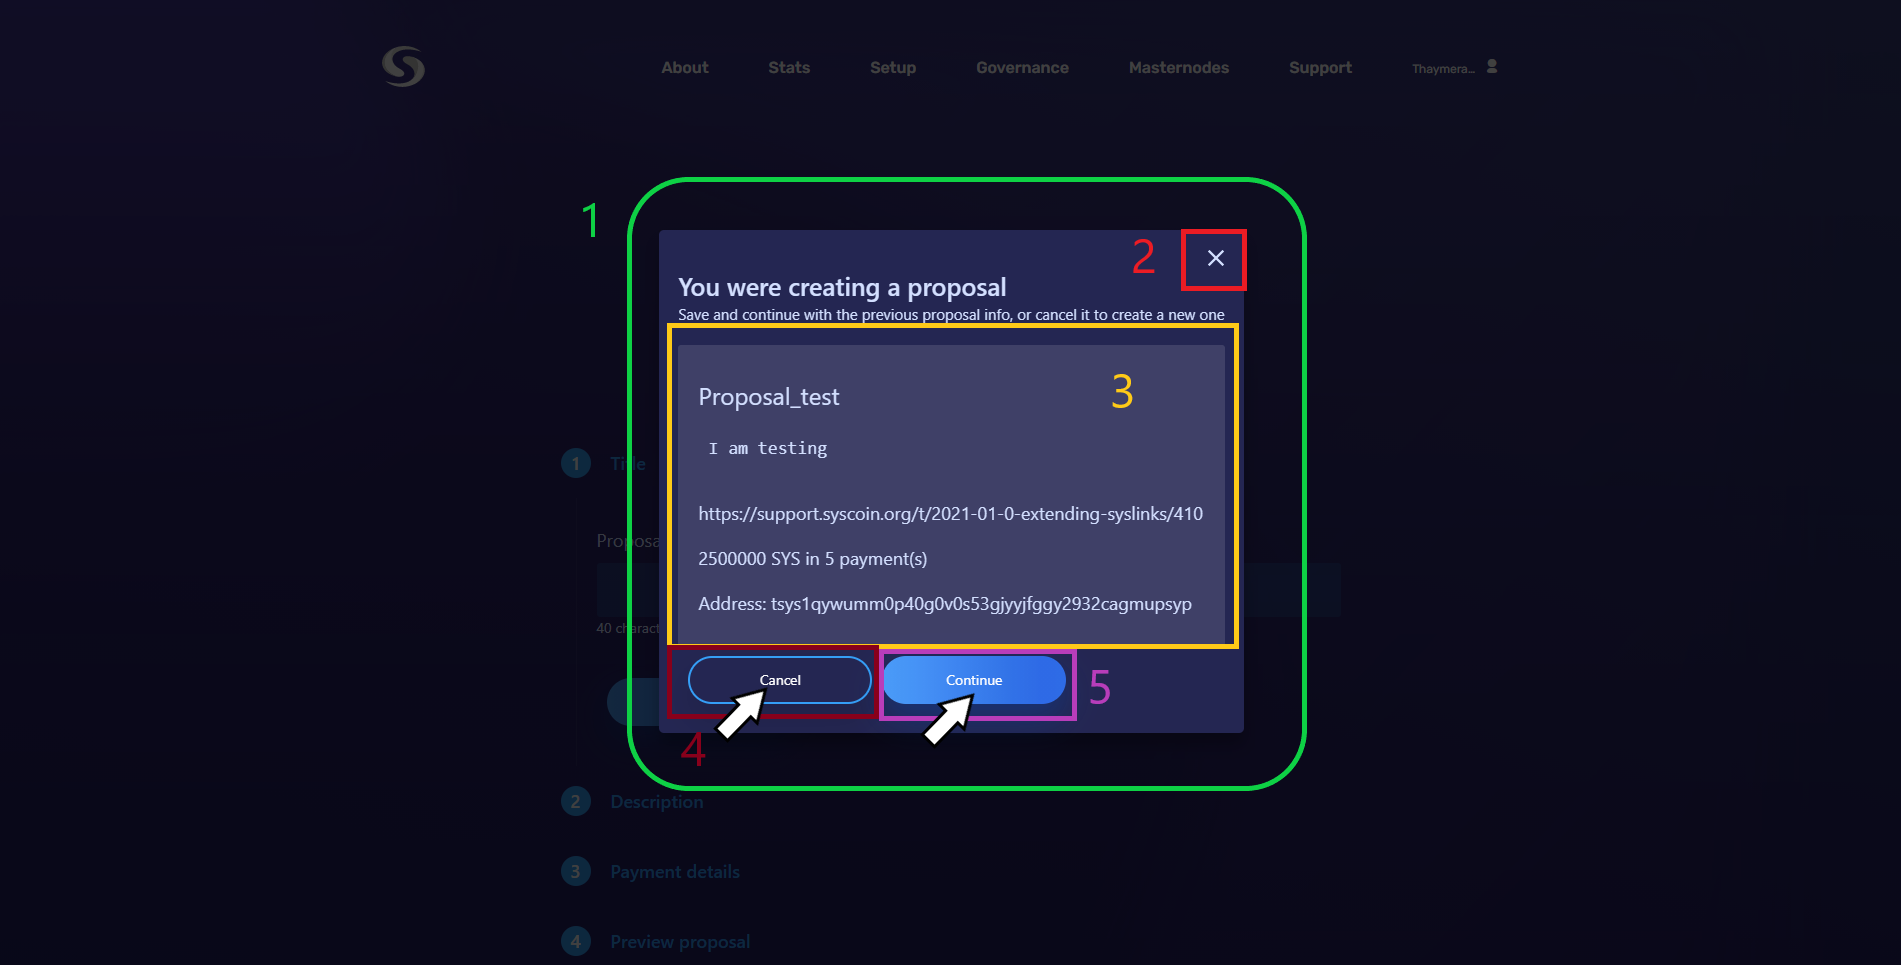 About Stats Setup Governance Masternodes Support Thaymera...
1
2
You were creating a proposal
Save and continue with the previous proposal info, or cancel it to create a new one
3
Proposal_test
I am testing
1 Title
https://support.syscoin.org/t/2021-01-0-extending-syslinks/410
Proposa
2500000 SYS in 5 payment(s)
Address: tsys1qywumm0p40g0v0s53gjyyjfggy2932cagmupsyp
40 charact
Cancel
Continue
5
4
2 Description
3 Payment details
4 Preview proposal